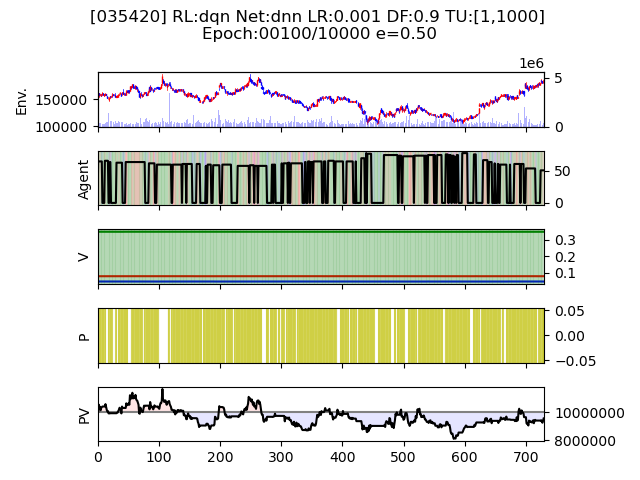 [035420] RL:dqn Net:dnn LR:0.001 DF:0.9 TU:[1,1000]
Epoch:00100/10000 e=0.50
1e6
Env.
150000
100000
5
0
Agent
50
0
V
0.3
0.2
0.1
P
0.05
0.00
−0.05
PV
10000000
8000000
0 100 200 300 400 500 600 700